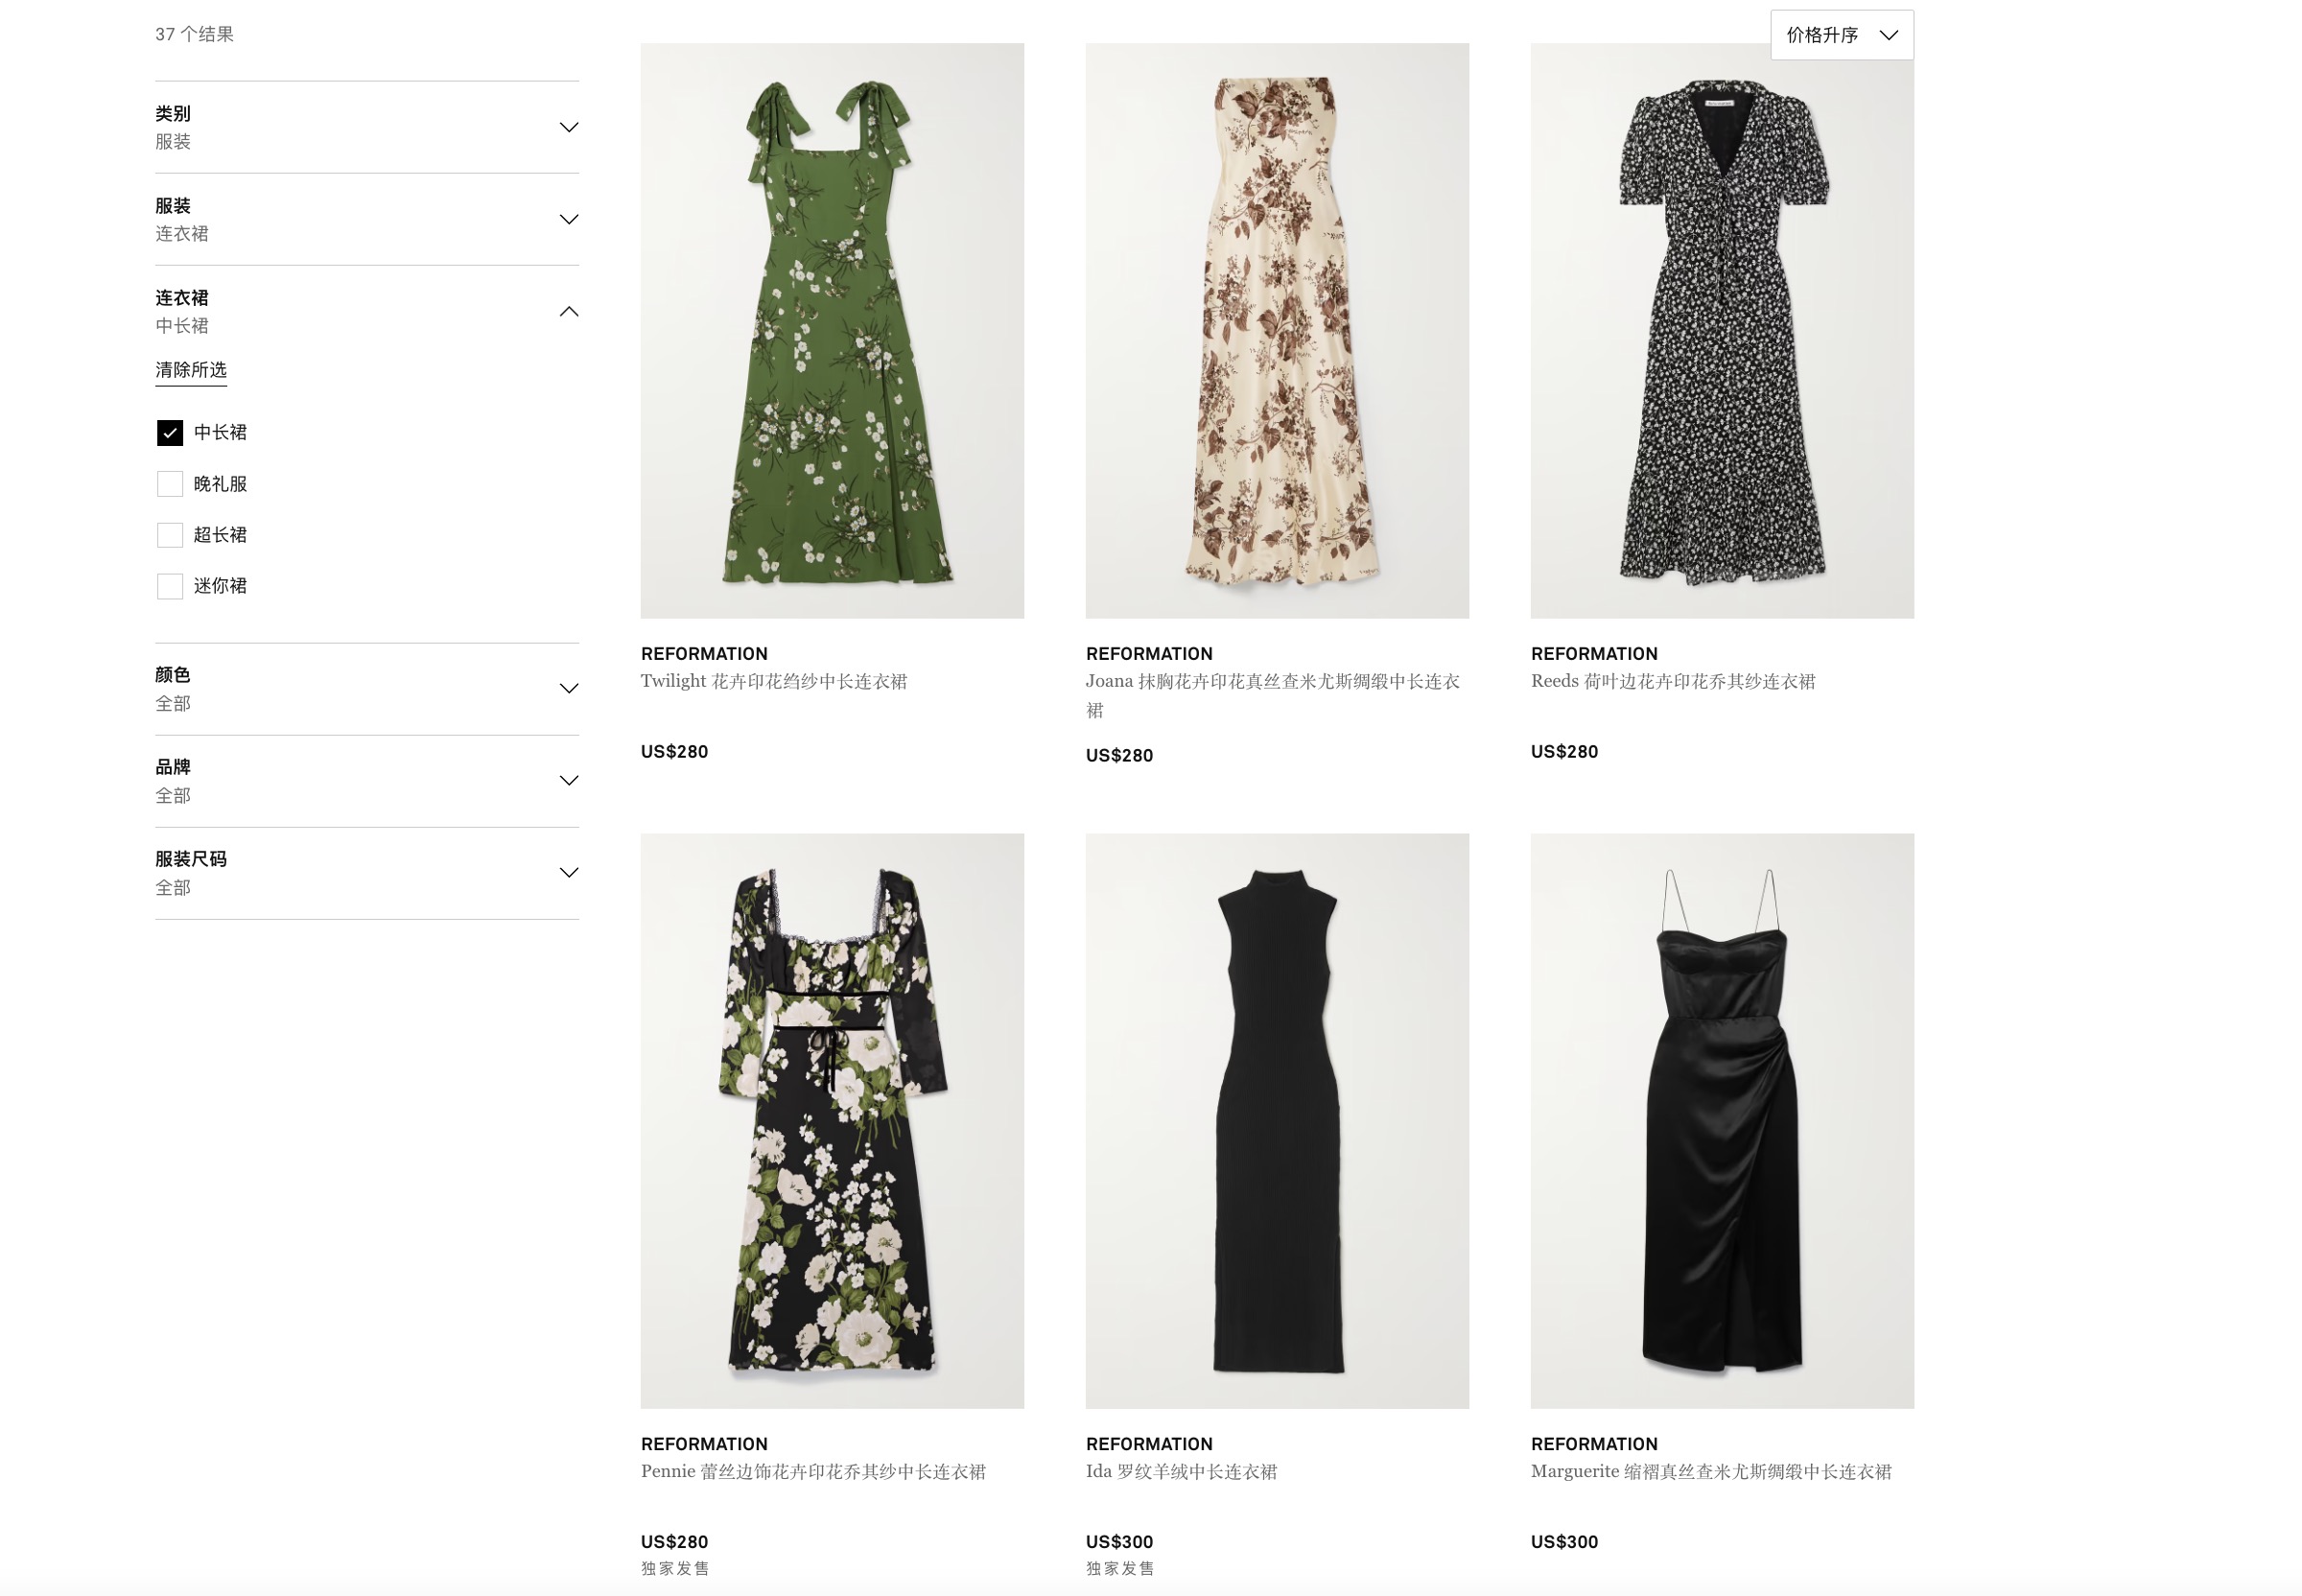 37 个结果
价格升序
类别
服装
服装
连衣裙
连衣裙
中长裙
清除所选
中长裙
晚礼服
超长裙
迷你裙
颜色
全部
品牌
全部
服装尺码
全部
REFORMATION
Twilight 花卉印花绉纱中长连衣裙
US$280
REFORMATION
Joana 抹胸花卉印花真丝查米尤斯绸缎中长连衣
裙
US$280
REFORMATION
Reeds 荷叶边花卉印花乔其纱连衣裙
US$280
REFORMATION
Pennie 蕾丝边饰花卉印花乔其纱中长连衣裙
US$280
独家发售
REFORMATION
Ida 罗纹羊绒中长连衣裙
US$300
独家发售
REFORMATION
Marguerite 缩褶真丝查米尤斯绸缎中长连衣裙
US$300